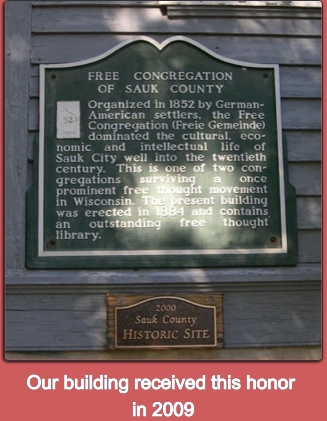 FREE CONGREGATION
OF SAUK COUNTY
Organized in 1852 by German-
American settlers, the Free
Congregation (Freie Gemeinde)
dominated the cultural, eco-
nomic and intellectual life of
Sauk City well into the twentieth
century. This is one of two con-
gregations surviving a once
prominent free thought movement
in Wisconsin. The present building
was erected in 1884 and contains
an outstanding free thought
library.
2000
Sauk County
HISTORIC SITE
Our building received this honor
in 2009